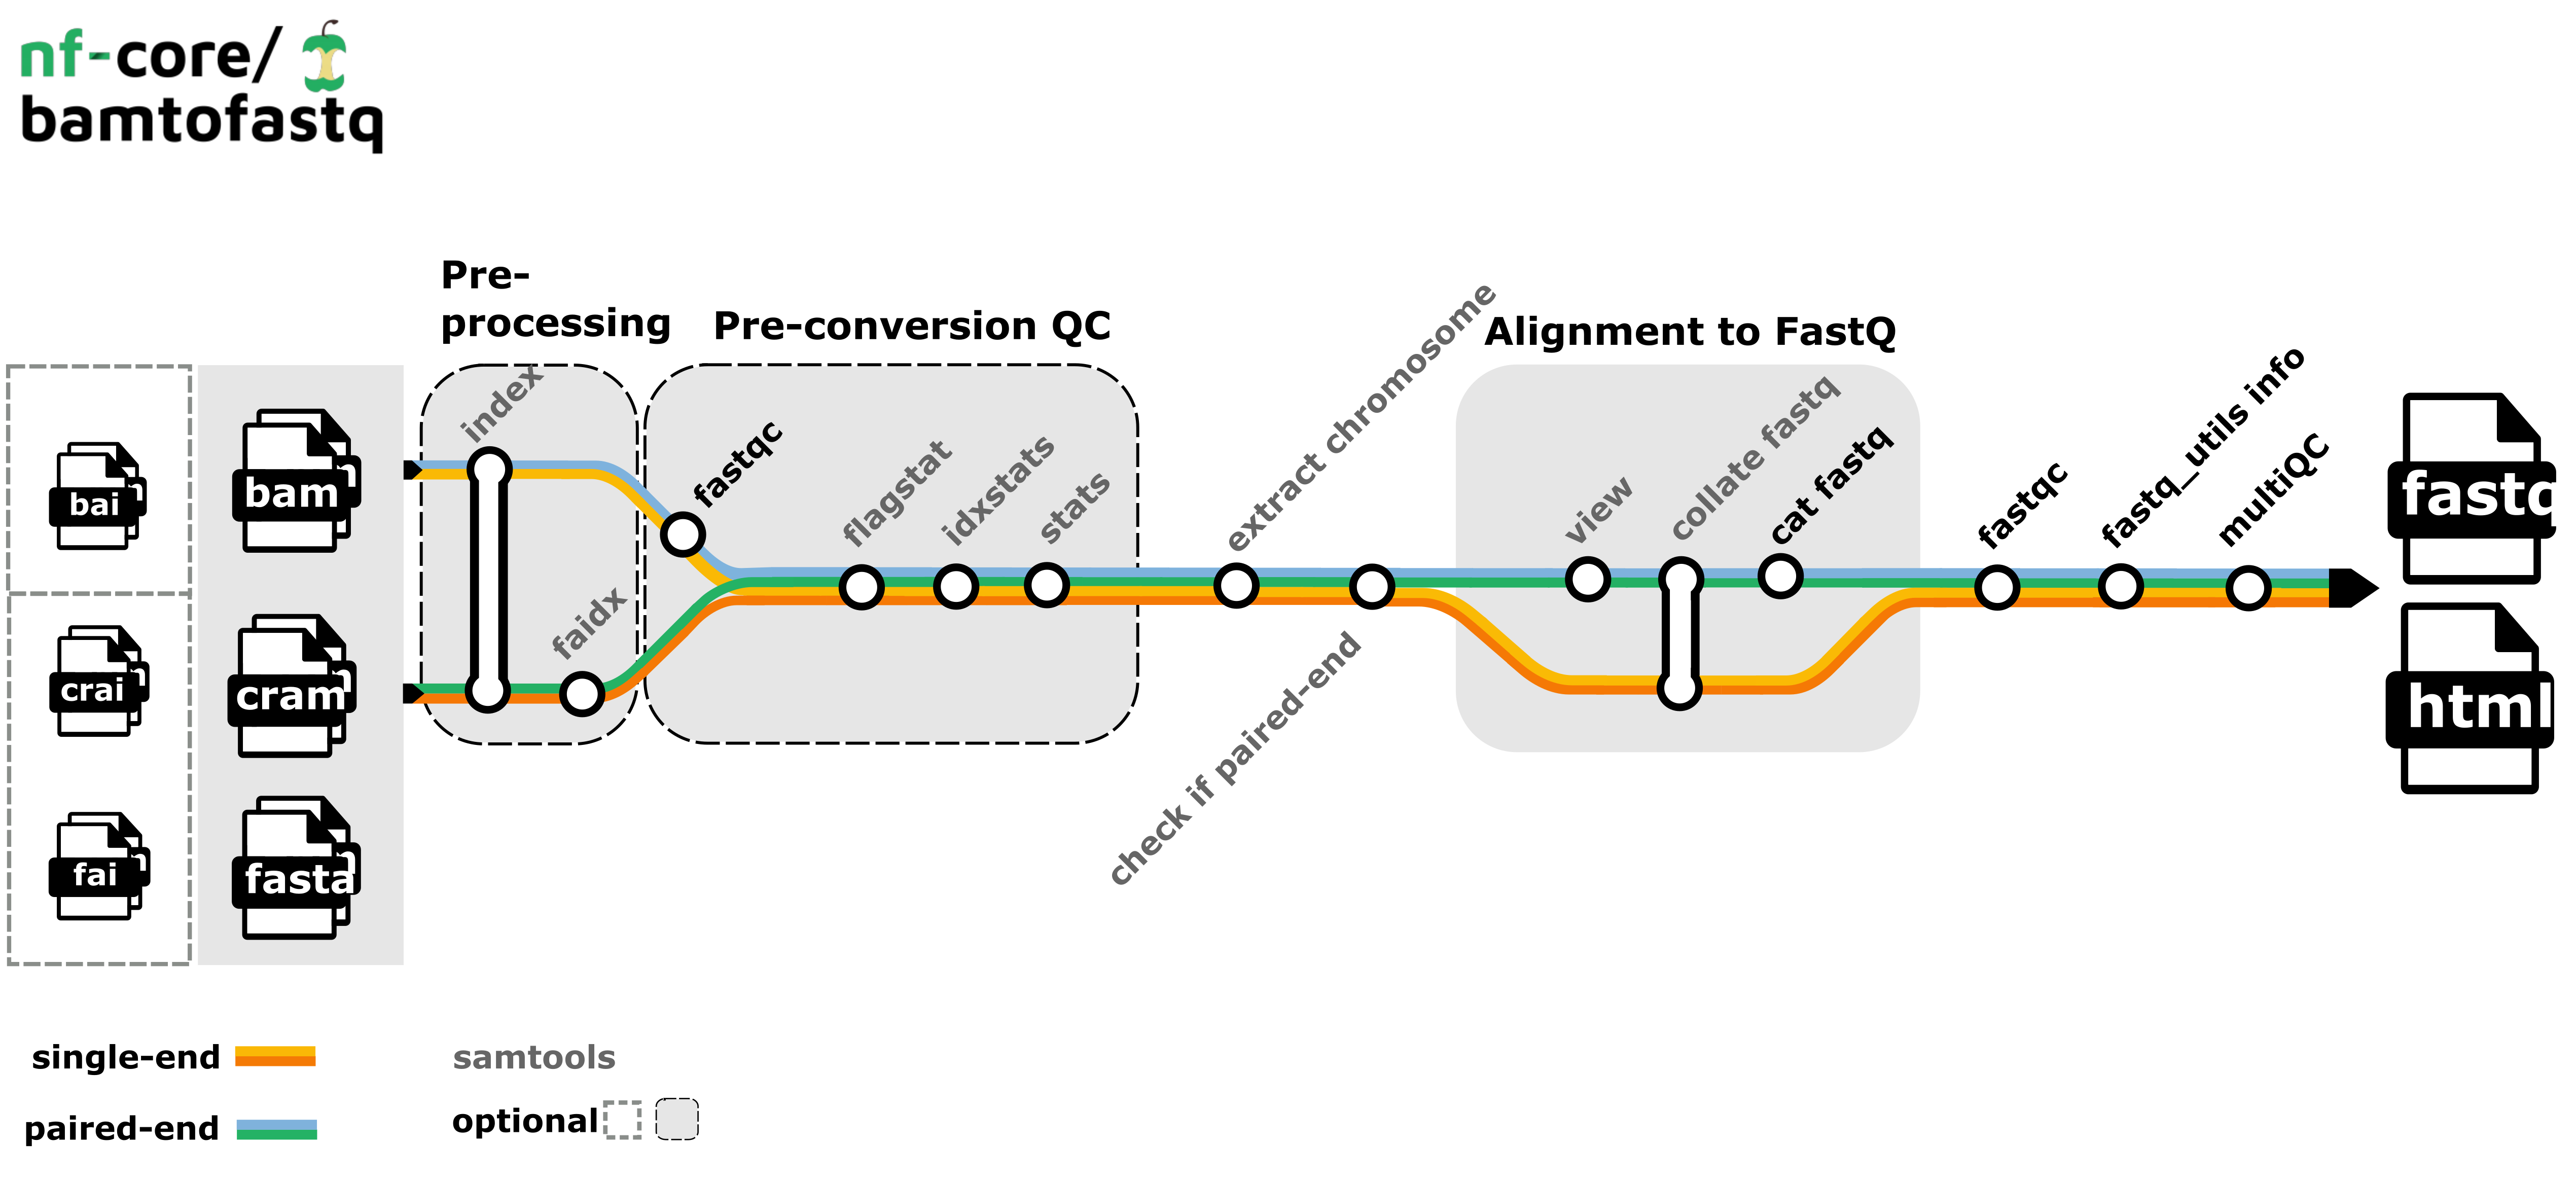 nf-core/
bamtofastq
Pre-
processing
Pre-conversion QC
Alignment to FastQ
index
faidx
fastqc
flagstat
idxstats
stats
extract chromosome
check if paired-end
view
collate fastq
cat fastq
fastqc
fastq_utils info
multiQC
bai
bam
crai
cram
fai
fasta
fastq
html
single-end
paired-end
samtools
optional